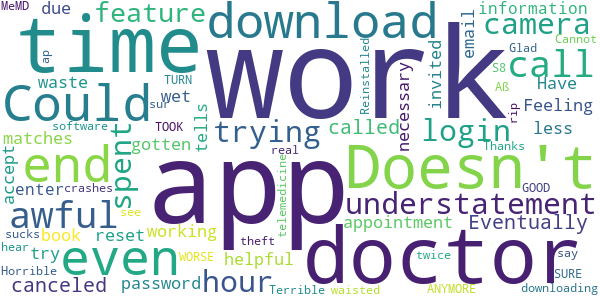 MeMD due feature download work camera information
ap time email Cannot
waste TURN Could invited Glad call
software sur wet tells Reinstalled S8 Aß Have
matches TOOK trying called necessary login rip Feeling
accept gotten spent Doesn't less
end real Thanks
enter crashes app telemedicine understatement GOOD
awful see doctor appointment Eventually
sucks book reset working even twice say
hear try WORSE helpful hour theft SURE
Horrible canceled password Terrible waisted ANYMORE downloading